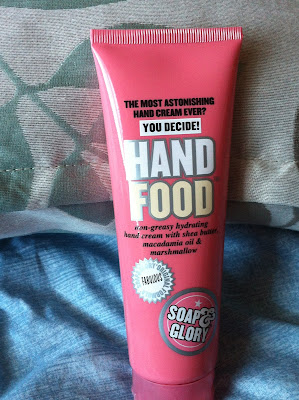 THE MOST ASTONISHING
HAND CREAM EVER?
YOU DECIDE!
HAND
FOOD
non-greasy hydrating
hand cream with shea butter,
macadamia oil &
marshmallow
FABULOUS
SOAP &
GLORY